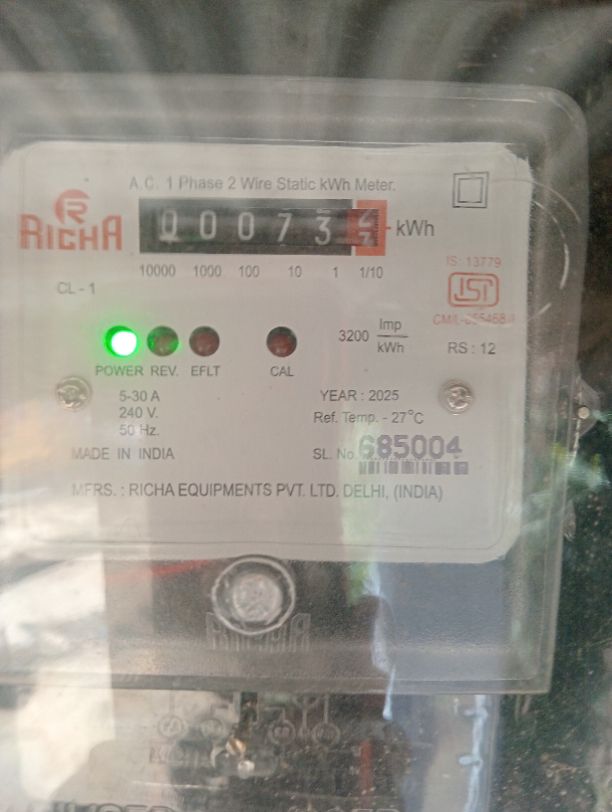 A.C. 1 Phase 2 Wire Static kWh Meter.
RICHA
0 0 0 7 3 kWh
10000 1000 100 10 1 1/10
IS: 13779
CL - 1
ISI
3200 Imp
kWh
RS : 12
POWER REV. EFLT CAL
5-30 A
240 V.
50 Hz.
YEAR : 2025
Ref. Temp. - 27°C
MADE IN INDIA
SL. No. 685004
MFRS. : RICHA EQUIPMENTS PVT. LTD. DELHI, (INDIA)